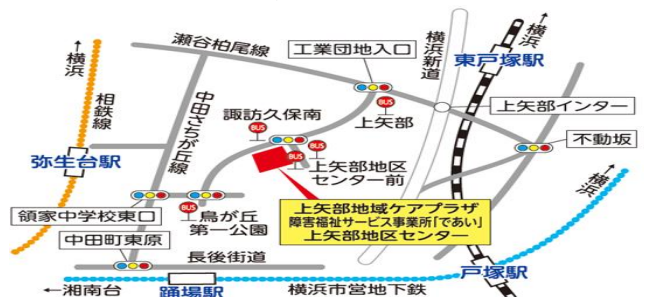 ←横浜
相鉄線
弥生台駅
瀬谷柏尾線
中田さちが丘線
工業団地入口
BUS
上矢部
諏訪久保南
BUS
BUS
BUS
上矢部地区
センター前
横浜新道
←横浜
東戸塚駅
上矢部インター
不動坂
横浜→
領家中学校東口
BUS
鳥が丘
第一公園
中田町東原
長後街道
上矢部地域ケアプラザ
障害福祉サービス事業所「であい」
上矢部地区センター
戸塚駅
←湘南台
踊場駅
横浜市営地下鉄